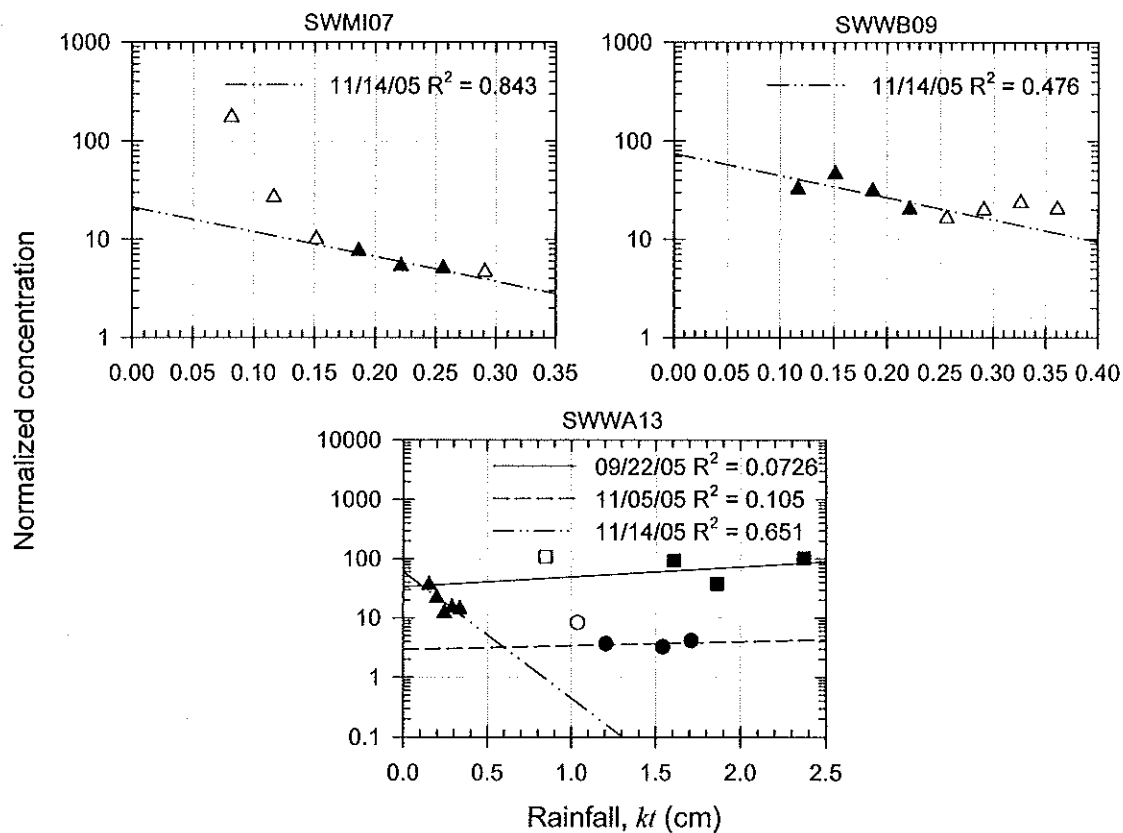 SWMI07
1000
100
10
1
11/14/05 R² = 0.843
0.00 0.05 0.10 0.15 0.20 0.25 0.30 0.35
SWWB09
1000
100
10
1
11/14/05 R² = 0.476
0.00 0.05 0.10 0.15 0.20 0.25 0.30 0.35 0.40
Normalized concentration
SWWA13
10000
1000
100
10
1
0.1
09/22/05 R² = 0.0726
11/05/05 R² = 0.105
11/14/05 R² = 0.651
0.0 0.5 1.0 1.5 2.0 2.5
Rainfall, kt (cm)